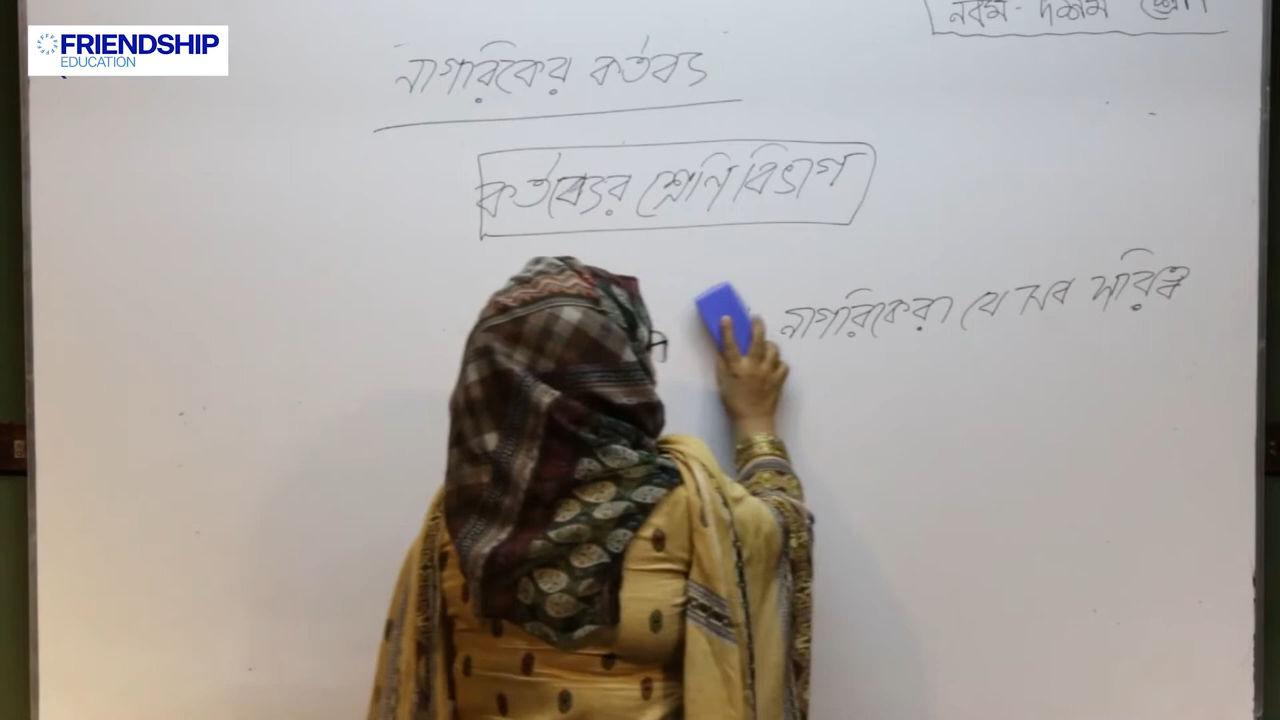 FRIENDSHIP
EDUCATION
নবম - দশম শ্রেণি
নাগরিকের কর্তব্য
কর্তব্যের শ্রেণি বিভাগ
নাগরিকেরা যে সব দায়িত্ব